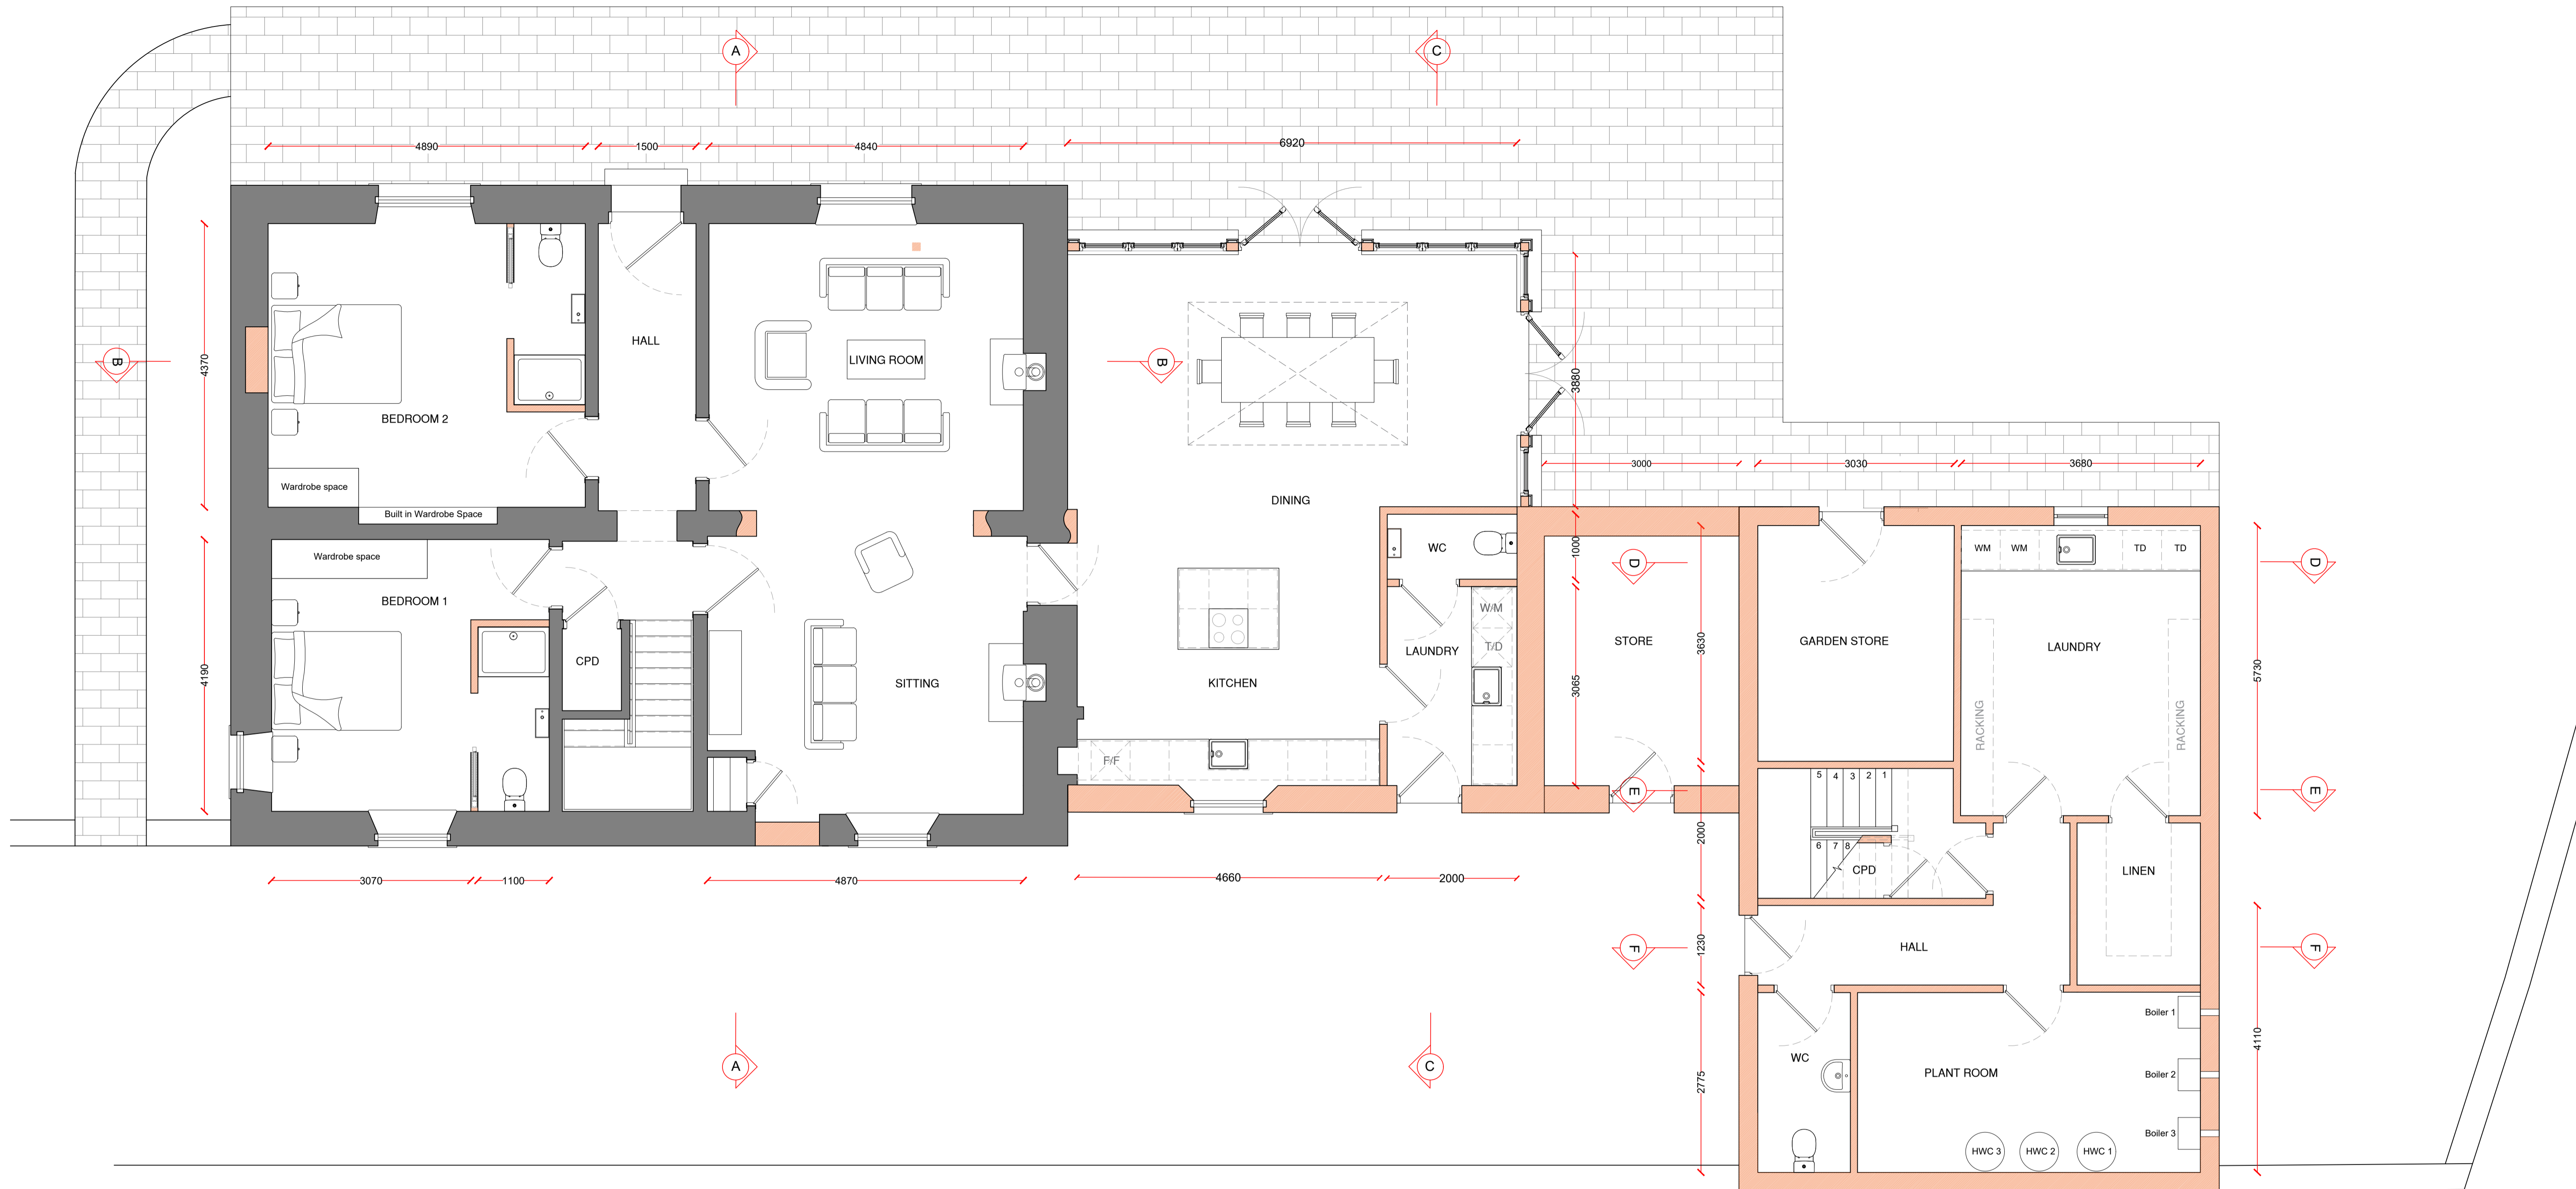 A
C
4890
1500
4840
6920
4370
B
HALL
LIVING ROOM
B
3880
BEDROOM 2
Wardrobe space
Built in Wardrobe Space
DINING
3000
3030
3680
Wardrobe space
BEDROOM 1
4190
CPD
SITTING
KITCHEN
F/F
WC
LAUNDRY
W/M
T/D
1000
3065
D
STORE
3630
E
GARDEN STORE
WM
WM
TD
TD
LAUNDRY
RACKING
RACKING
5730
D
E
5
4
3
2
1
6
7
8
CPD
2000
LINEN
3070
1100
4870
4660
2000
F
1230
HALL
F
A
C
2775
WC
PLANT ROOM
Boiler 1
Boiler 2
Boiler 3
HWC 3
HWC 2
HWC 1
4110